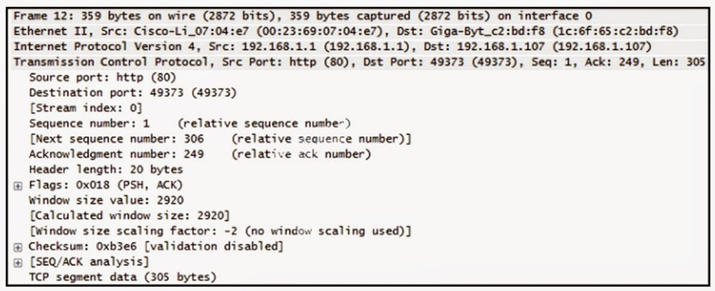 Frame 12: 359 bytes on wire (2872 bits), 359 bytes captured (2872 bits) on interface 0
Ethernet II, Src: Cisco-Li_07:04:e7 (00:23:69:07:04:e7), Dst: Giga-Byt_c2:bd:f8 (1c:6f:65:c2:bd:f8)
Internet Protocol Version 4, Src: 192.168.1.1 (192.168.1.1), Dst: 192.168.1.107 (192.168.1.107)
Transmission Control Protocol, Src Port: http (80), Dst Port: 49373 (49373), Seq: 1, Ack: 249, Len: 305
Source port: http (80)
Destination port: 49373 (49373)
[Stream index: 0]
Sequence number: 1 (relative sequence number)
[Next sequence number: 306 (relative sequence number)]
Acknowledgment number: 249 (relative ack number)
Header length: 20 bytes
Flags: 0x018 (PSH, ACK)
Window size value: 2920
[Calculated window size: 2920]
[Window size scaling factor: -2 (no window scaling used)]
Checksum: 0xb3e6 [validation disabled]
[SEQ/ACK analysis]
TCP segment data (305 bytes)